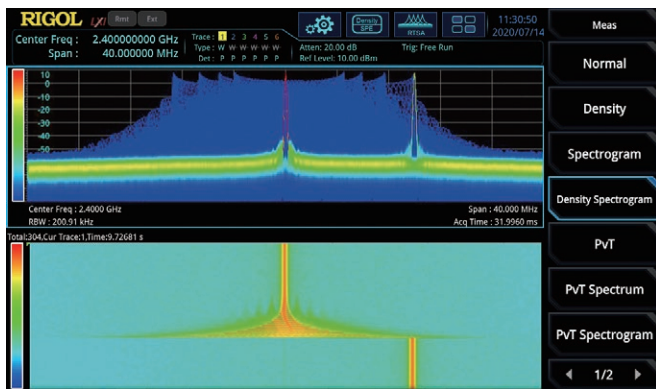 RIGOL LXI Rmt Ext
11:30:50
2020/07/14
Center Freq : 2.400000000 GHz
Span : 40.000000 MHz
Trace : 1 2 3 4 5 6
Type : W W W W W W
Det : P P P P P P
Density
SPE
RTSA
Atten: 20.00 dB
Ref Level: 10.00 dBm
Trig: Free Run
10
0
-10
-20
-30
-40
-50
Center Freq : 2.4000 GHz
RBW : 200.91 kHz
Span : 40.000 MHz
Acq Time : 31.9960 ms
Total:304,Cur Trace:1,Time:9.72681 s
Meas
Normal
Density
Spectrogram
Density Spectrogram
PvT
PvT Spectrum
PvT Spectrogram
1/2